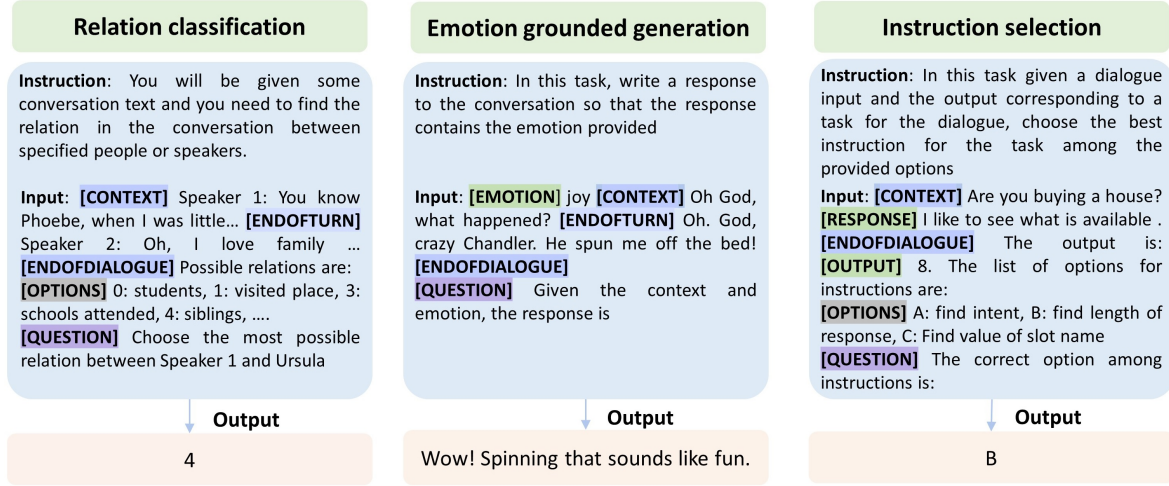 Relation classification
Instruction: You will be given some
conversation text and you need to find the
relation in the conversation between
specified people or speakers.
Input: [CONTEXT] Speaker 1: You know
Phoebe, when I was little... [ENDOFTURN]
Speaker 2: Oh, I love family ...
[ENDOFDIALOGUE] Possible relations are:
[OPTIONS] 0: students, 1: visited place, 3:
schools attended, 4: siblings, ....
[QUESTION] Choose the most possible
relation between Speaker 1 and Ursula
Output
4
Emotion grounded generation
Instruction: In this task, write a response
to the conversation so that the response
contains the emotion provided
Input: [EMOTION] joy [CONTEXT] Oh God,
what happened? [ENDOFTURN] Oh. God,
crazy Chandler. He spun me off the bed!
[ENDOFDIALOGUE]
[QUESTION] Given the context and
emotion, the response is
Output
Wow! Spinning that sounds like fun.
Instruction selection
Instruction: In this task given a dialogue
input and the output corresponding to a
task for the dialogue, choose the best
instruction for the task among the
provided options
Input: [CONTEXT] Are you buying a house?
[RESPONSE] I like to see what is available .
[ENDOFDIALOGUE] The output is:
[OUTPUT] 8. The list of options for
instructions are:
[OPTIONS] A: find intent, B: find length of
response, C: Find value of slot name
[QUESTION] The correct option among
instructions is:
Output
B